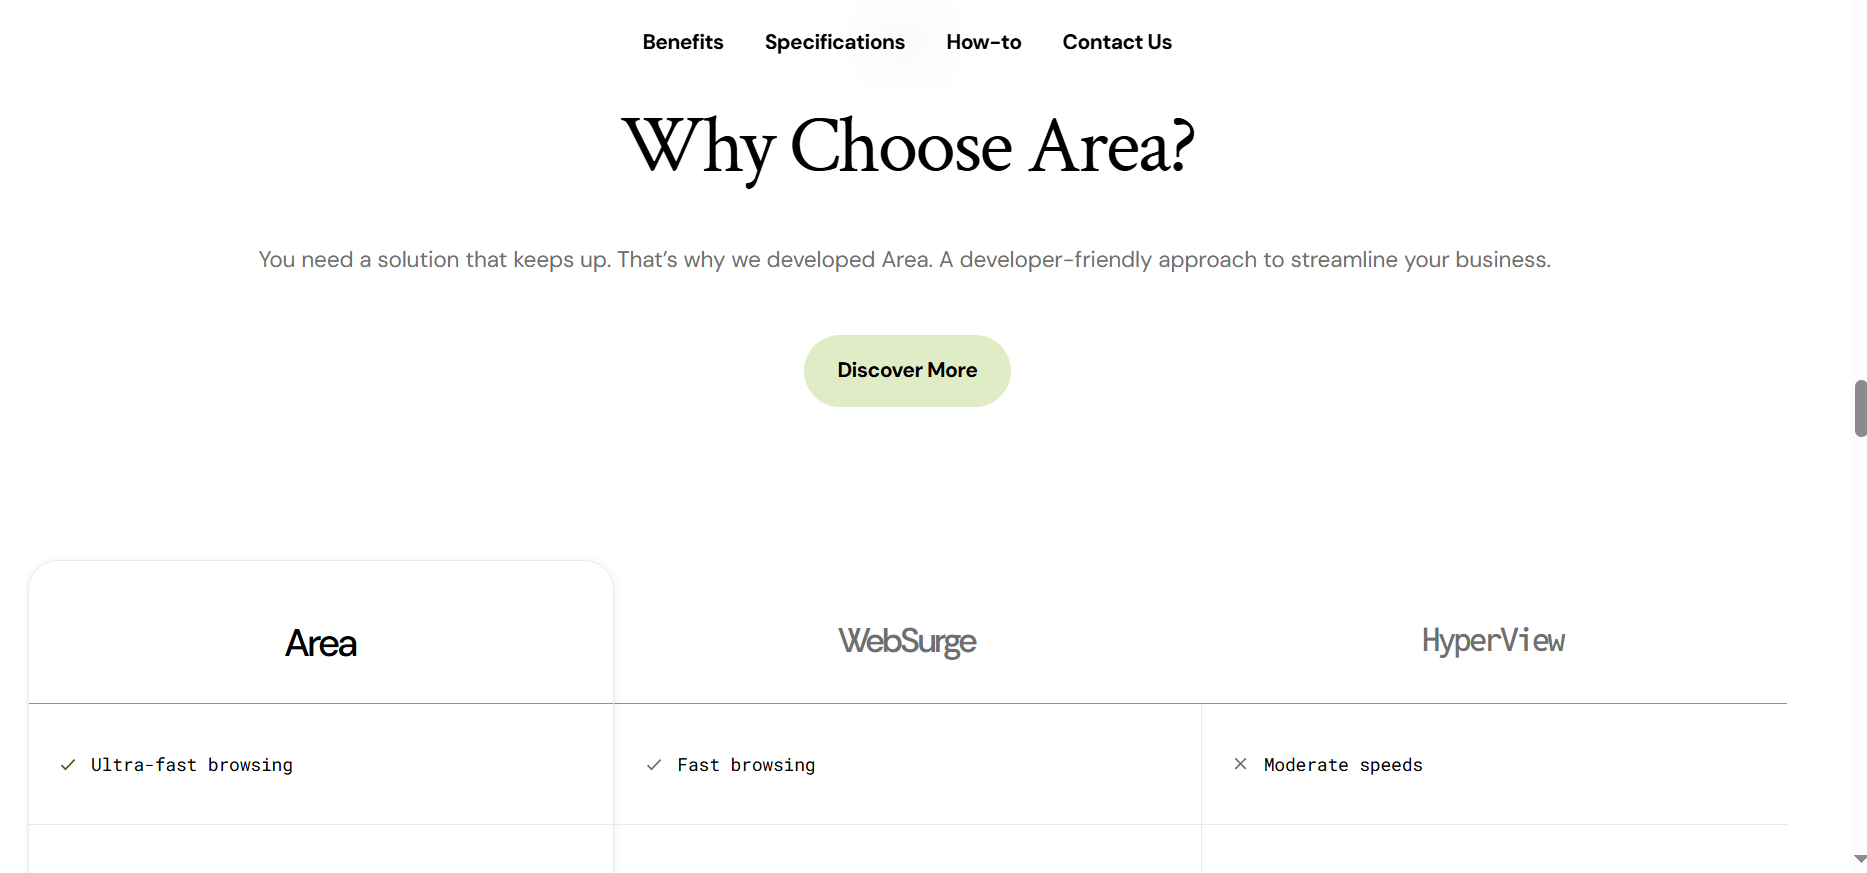 Benefits Specifications How-to Contact Us
Why Choose Area?
You need a solution that keeps up. That’s why we developed Area. A developer-friendly approach to streamline your business.
Discover More
Area WebSurge HyperView
Ultra-fast browsing Fast browsing Moderate speeds